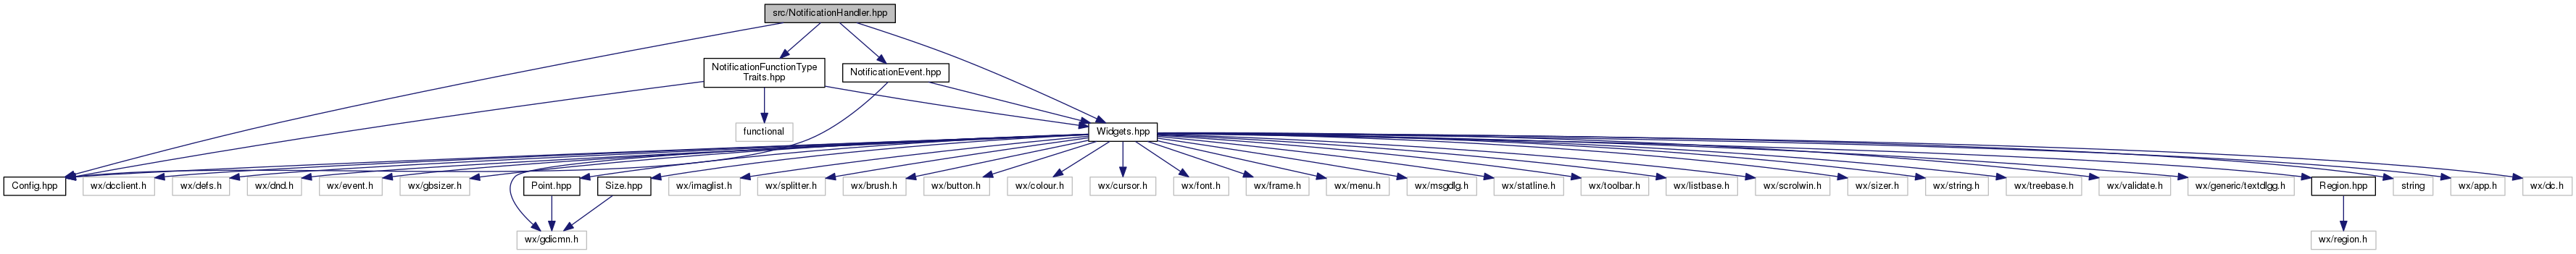 src/NotificationHandler.hpp
NotificationFunctionType
Traits.hpp
NotificationEvent.hpp
functional
Widgets.hpp
Config.hpp
wx/dcclient.h
wx/defs.h
wx/dnd.h
wx/event.h
wx/gbsizer.h
Point.hpp
Size.hpp
wx/imaglist.h
wx/splitter.h
wx/brush.h
wx/button.h
wx/colour.h
wx/cursor.h
wx/font.h
wx/frame.h
wx/menu.h
wx/msgdlg.h
wx/statline.h
wx/toolbar.h
wx/listbase.h
wx/scrolwin.h
wx/sizer.h
wx/string.h
wx/treebase.h
wx/validate.h
wx/generic/textdlgg.h
Region.hpp
string
wx/app.h
wx/dc.h
wx/gdicmn.h
wx/region.h